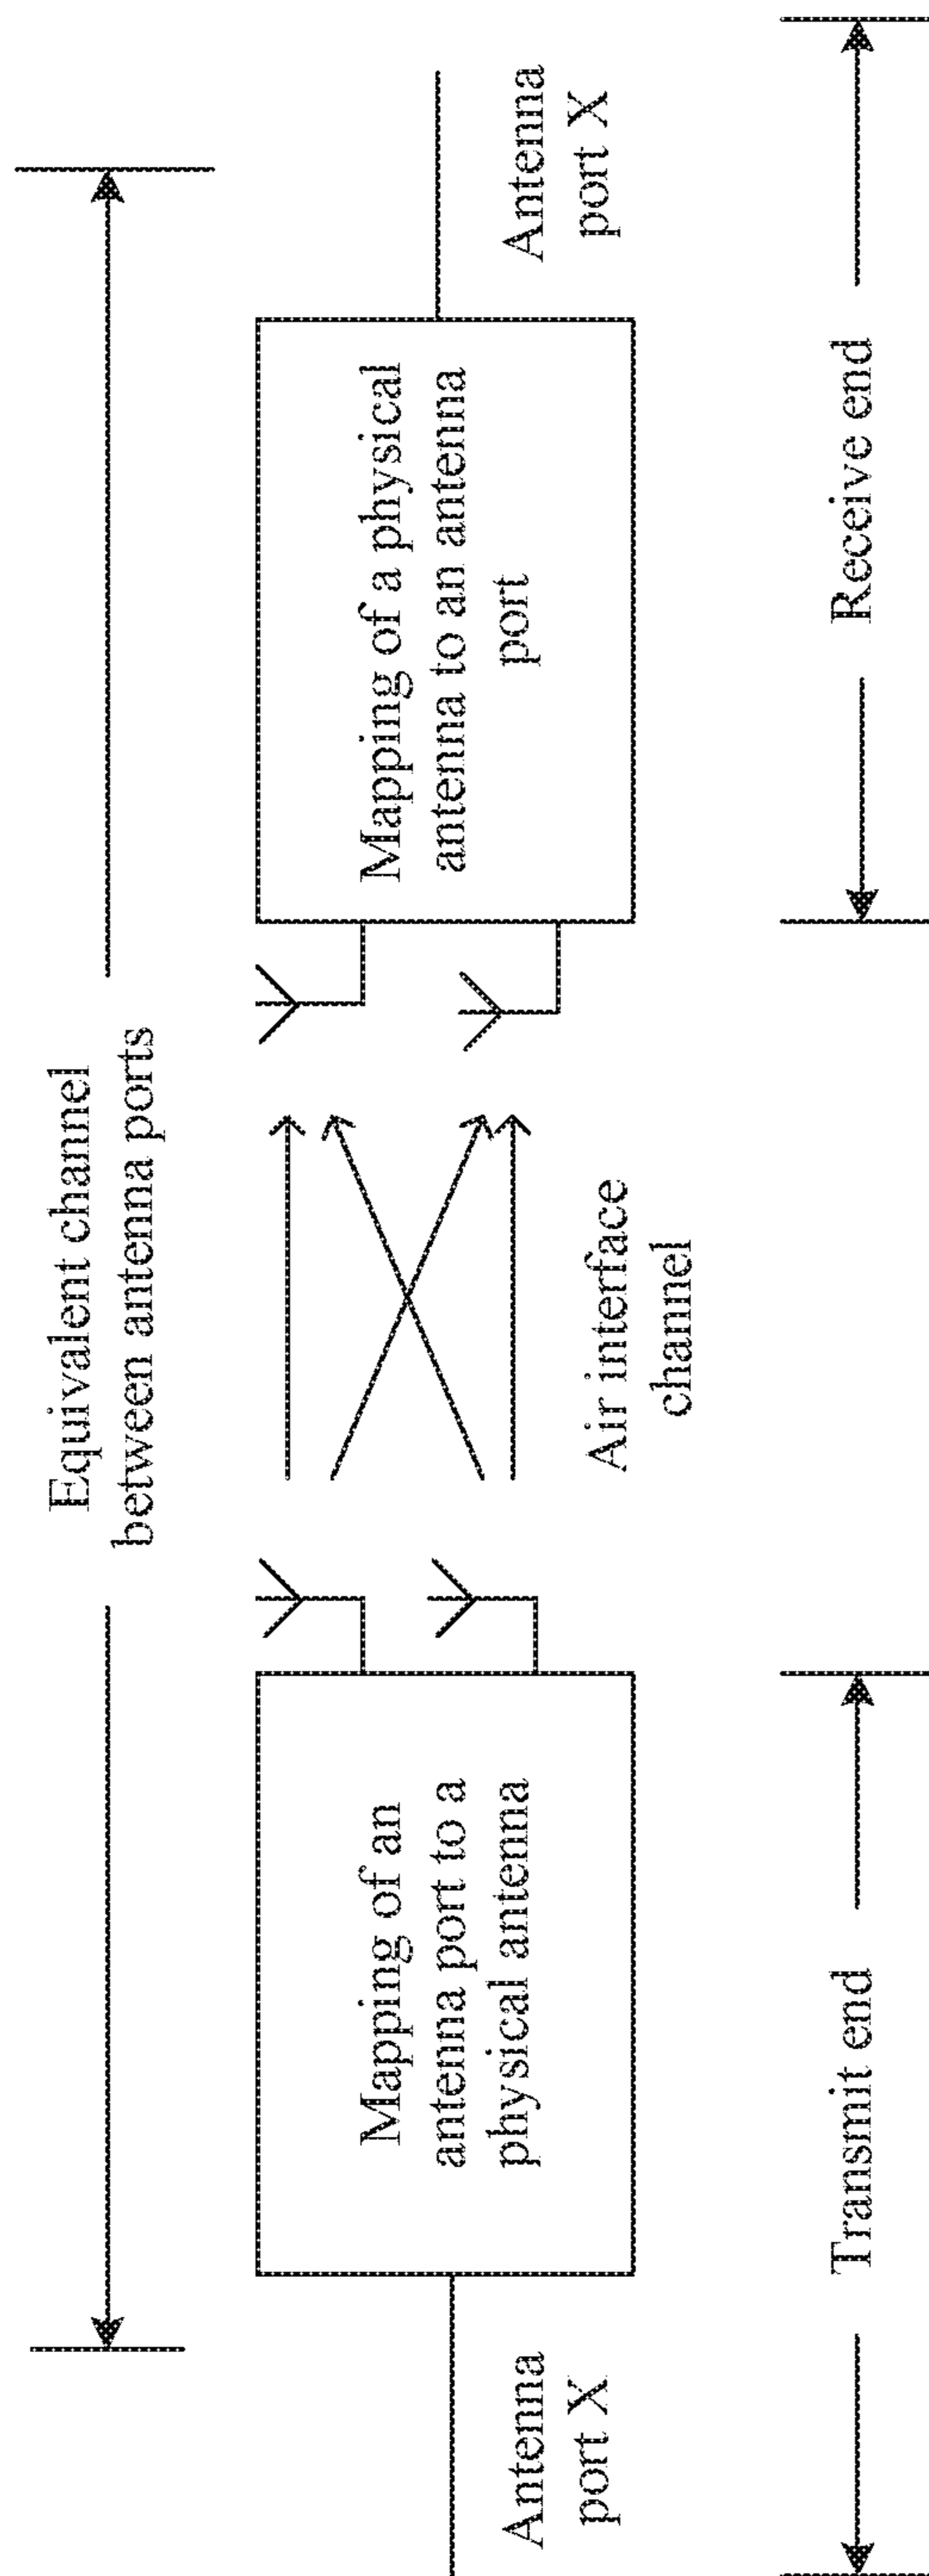 Equivalent channel
between antenna ports
Antenna
port X
Mapping of an
antenna port to a
physical antenna
Air interface
channel
Mapping of a physical
antenna to an antenna
port
Antenna
port X
Transmit end
Receive end